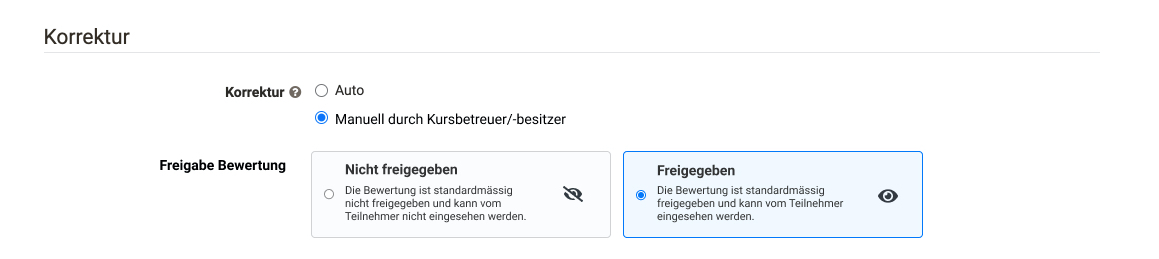 Korrektur
Korrektur
Auto
Manuell durch Kursbetreuer/-besitzer
Freigabe Bewertung
Nicht freigegeben
Die Bewertung ist standardmässig
nicht freigegeben und kann vom
Teilnehmer nicht eingesehen werden.
Freigegeben
Die Bewertung ist standardmässig
freigegeben und kann vom Teilnehmer
eingesehen werden.